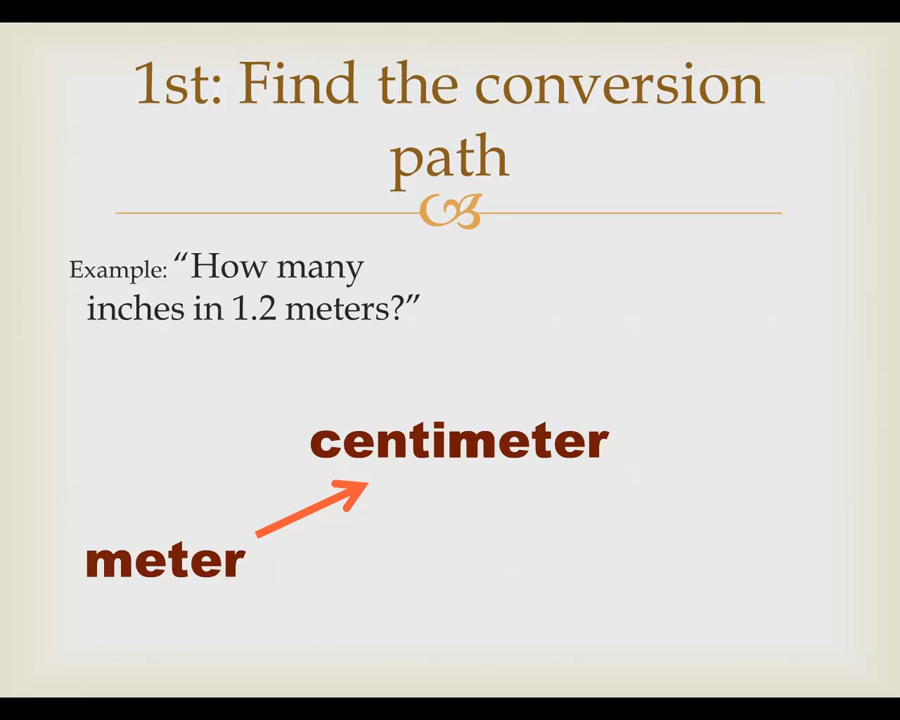 1st: Find the conversion
path
Example: “How many
inches in 1.2 meters?”
centimeter
meter